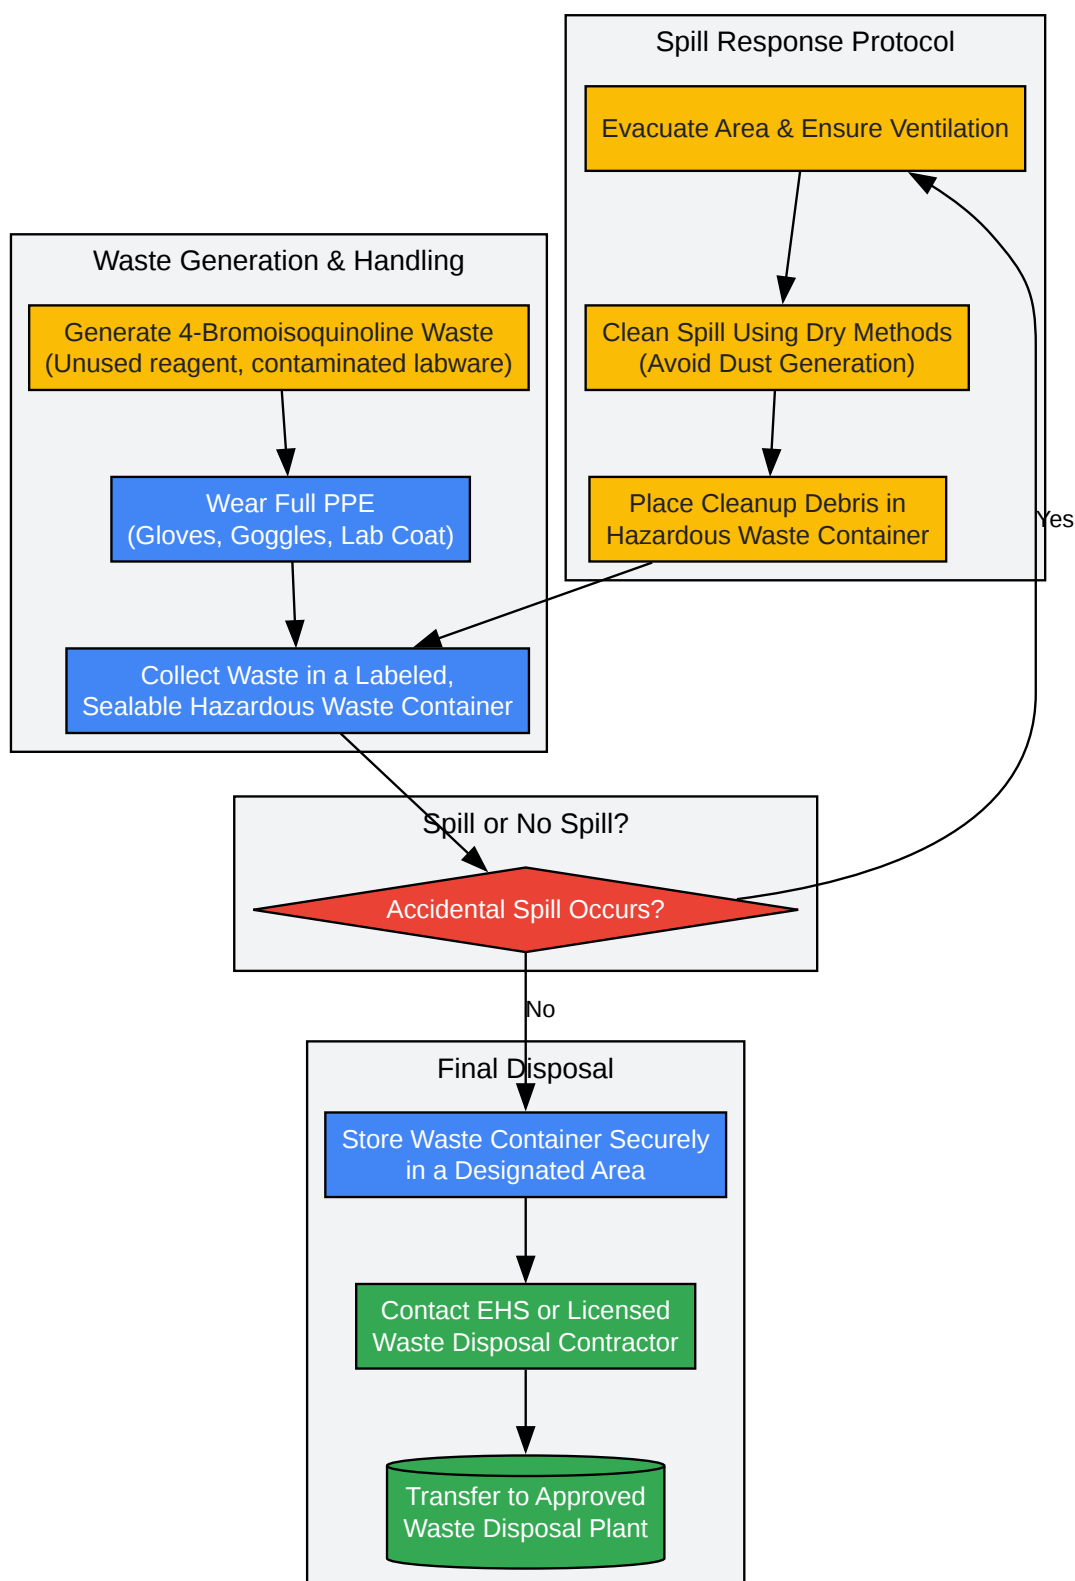 Spill Response Protocol
Evacuate Area & Ensure Ventilation
Waste Generation & Handling
Generate 4-Bromoisoquinoline Waste
(Unused reagent, contaminated labware)
Clean Spill Using Dry Methods
(Avoid Dust Generation)
Wear Full PPE
(Gloves, Goggles, Lab Coat)
Place Cleanup Debris in
Hazardous Waste Container
Yes
Collect Waste in a Labeled,
Sealable Hazardous Waste Container
Spill or No Spill?
Accidental Spill Occurs?
No
Final Disposal
Store Waste Container Securely
in a Designated Area
Contact EHS or Licensed
Waste Disposal Contractor
Transfer to Approved
Waste Disposal Plant